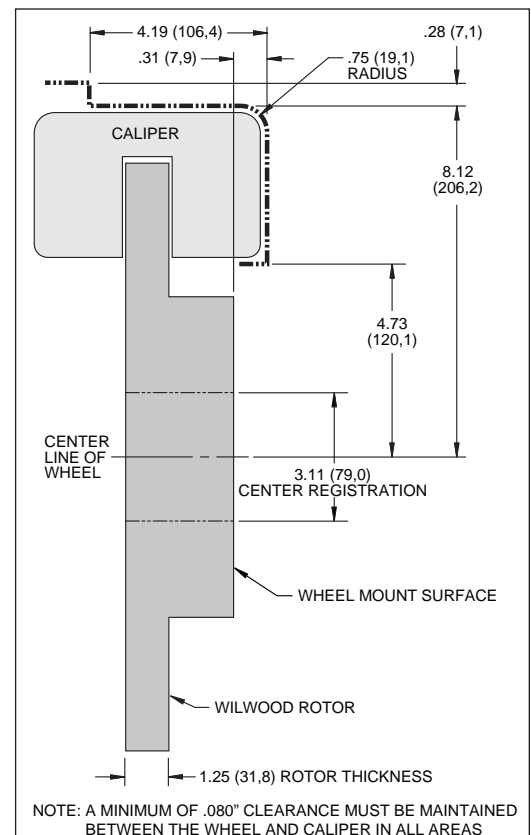 4.19 (106,4)
.28 (7,1)
.31 (7,9)
.75 (19,1)
RADIUS
CALIPER
8.12
(206,2)
4.73
(120,1)
CENTER
LINE OF
WHEEL
3.11 (79,0)
CENTER REGISTRATION
WHEEL MOUNT SURFACE
WILWOOD ROTOR
1.25 (31,8) ROTOR THICKNESS
NOTE: A MINIMUM OF .080" CLEARANCE MUST BE MAINTAINED
BETWEEN THE WHEEL AND CALIPER IN ALL AREAS